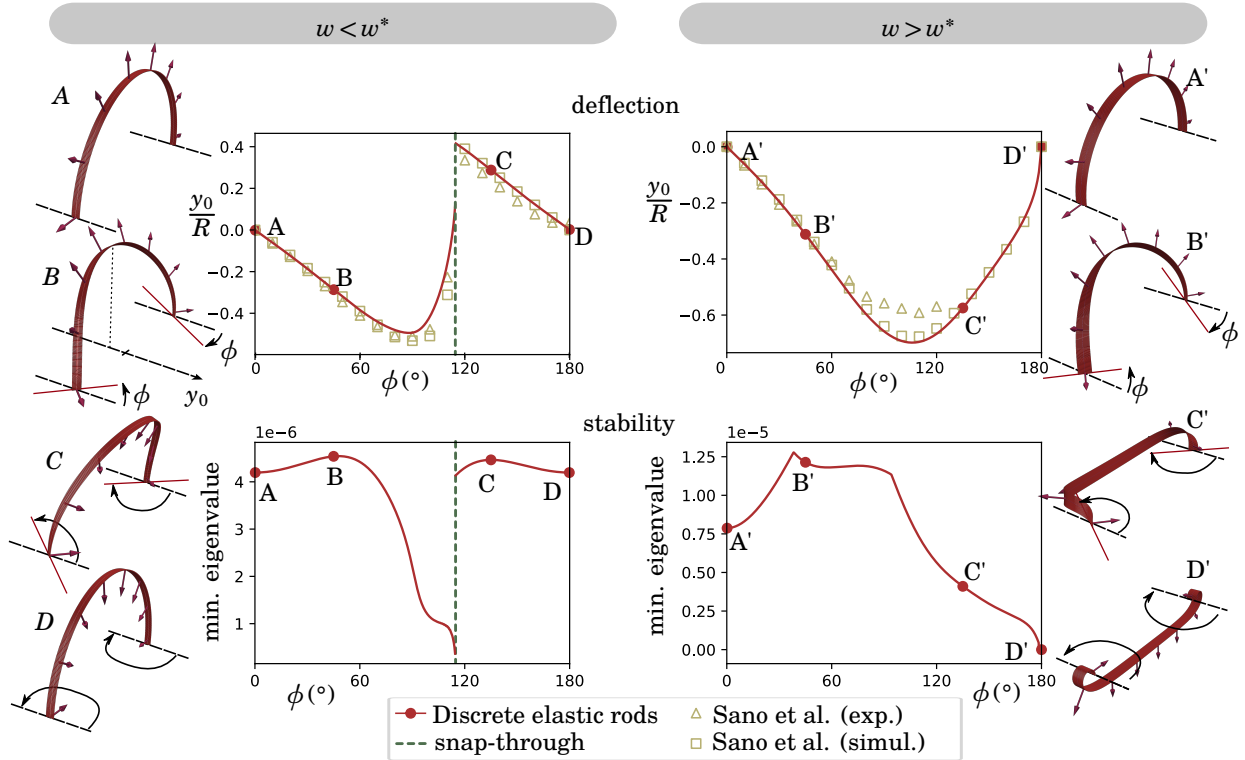 w < w*
w > w*
deflection
A
B
C
D
ϕ
ϕ
y₀
y₀/R
0.4
0.2
0.0
−0.2
−0.4
0
60
120
180
ϕ(°)
A
B
C
D
y₀/R
0.0
−0.2
−0.4
−0.6
0
60
120
180
ϕ(°)
A'
B'
C'
D'
A'
B'
ϕ
ϕ
C'
D'
stability
1e−6
min. eigenvalue
4
3
2
1
0
60
120
180
ϕ(°)
A
B
C
D
1e−5
min. eigenvalue
1.25
1.00
0.75
0.50
0.25
0.00
0
60
120
180
ϕ(°)
A'
B'
C'
D'
Discrete elastic rods
snap-through
Sano et al. (exp.)
Sano et al. (simul.)